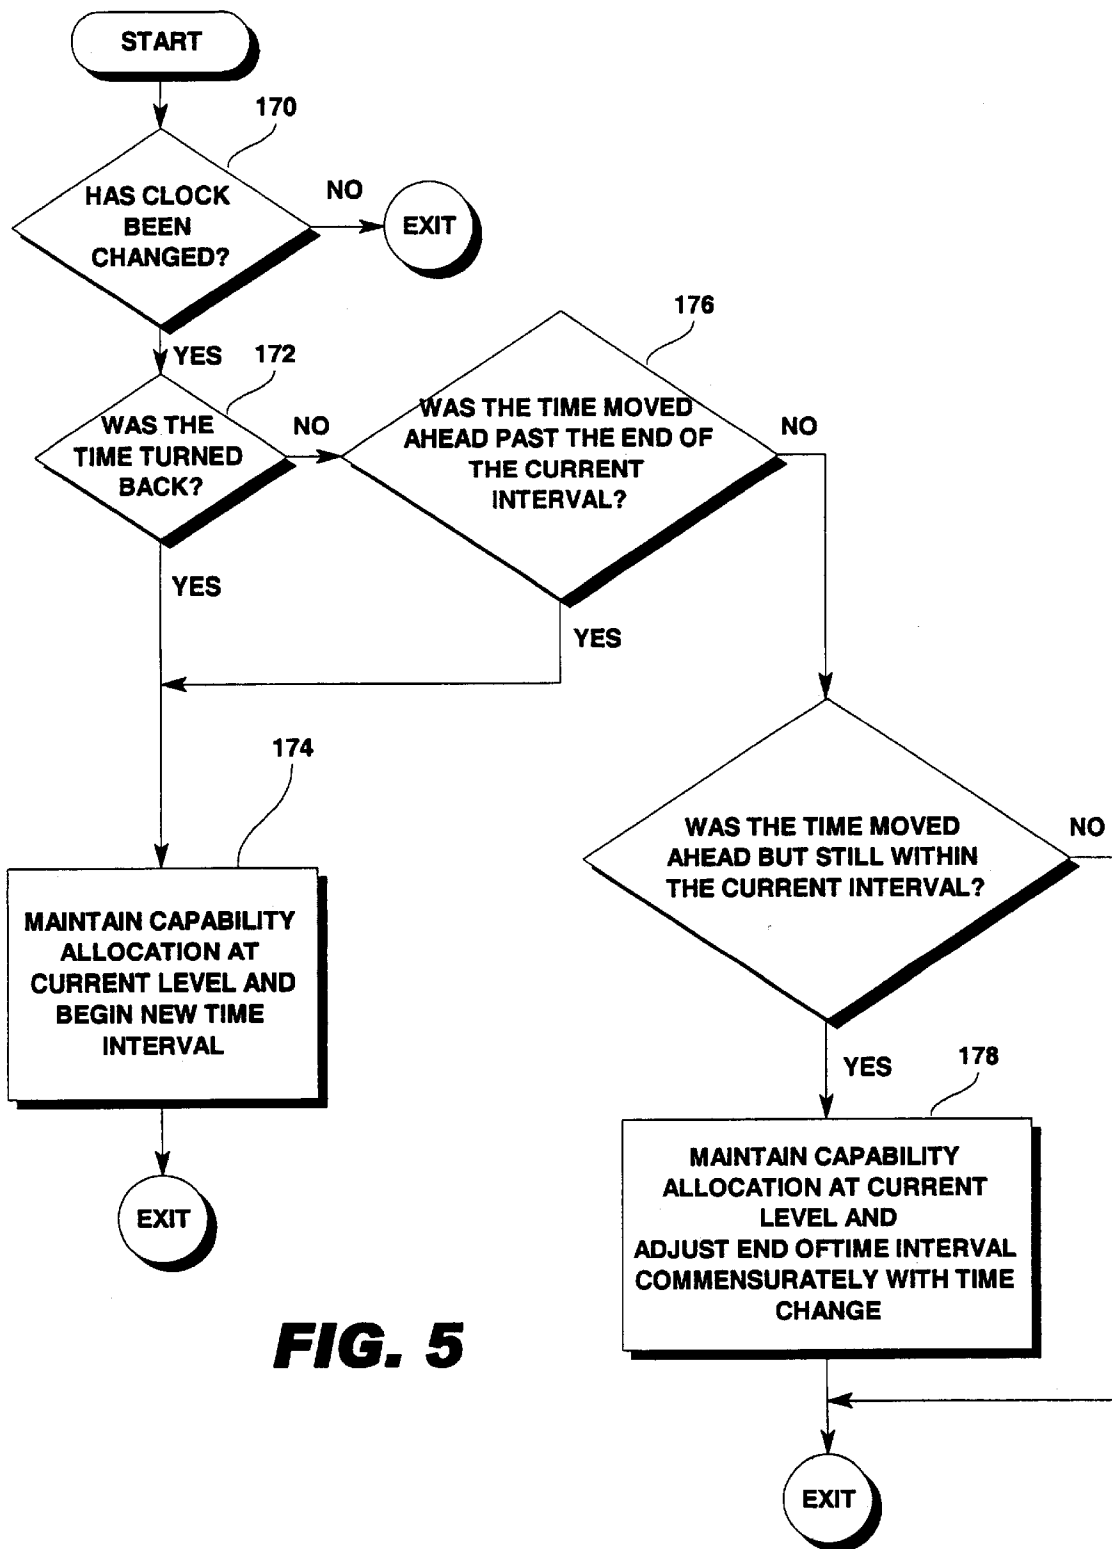 START
170
HAS CLOCK
BEEN
CHANGED?
NO
EXIT
YES
172
WAS THE
TIME TURNED
BACK?
NO
176
WAS THE TIME MOVED
AHEAD PAST THE END OF
THE CURRENT
INTERVAL?
NO
YES
YES
174
MAINTAIN CAPABILITY
ALLOCATION AT
CURRENT LEVEL AND
BEGIN NEW TIME
INTERVAL
EXIT
WAS THE TIME MOVED
AHEAD BUT STILL WITHIN
THE CURRENT INTERVAL?
NO
YES
178
MAINTAIN CAPABILITY
ALLOCATION AT CURRENT
LEVEL AND
ADJUST END OFTIME INTERVAL
COMMENSURATELY WITH TIME
CHANGE
EXIT
FIG. 5